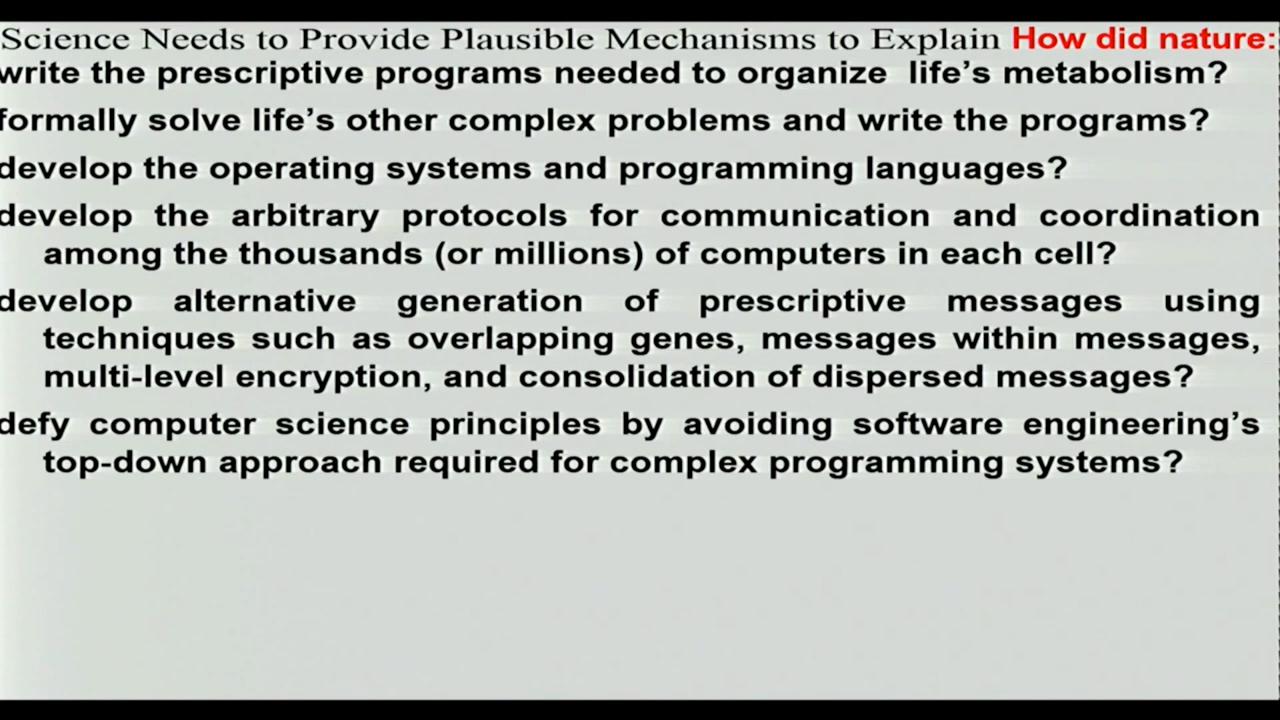 Science Needs to Provide Plausible Mechanisms to Explain How did nature:
write the prescriptive programs needed to organize life's metabolism?
formally solve life's other complex problems and write the programs?
develop the operating systems and programming languages?
develop the arbitrary protocols for communication and coordination
among the thousands (or millions) of computers in each cell?
develop alternative generation of prescriptive messages using
techniques such as overlapping genes, messages within messages,
multi-level encryption, and consolidation of dispersed messages?
defy computer science principles by avoiding software engineering's
top-down approach required for complex programming systems?